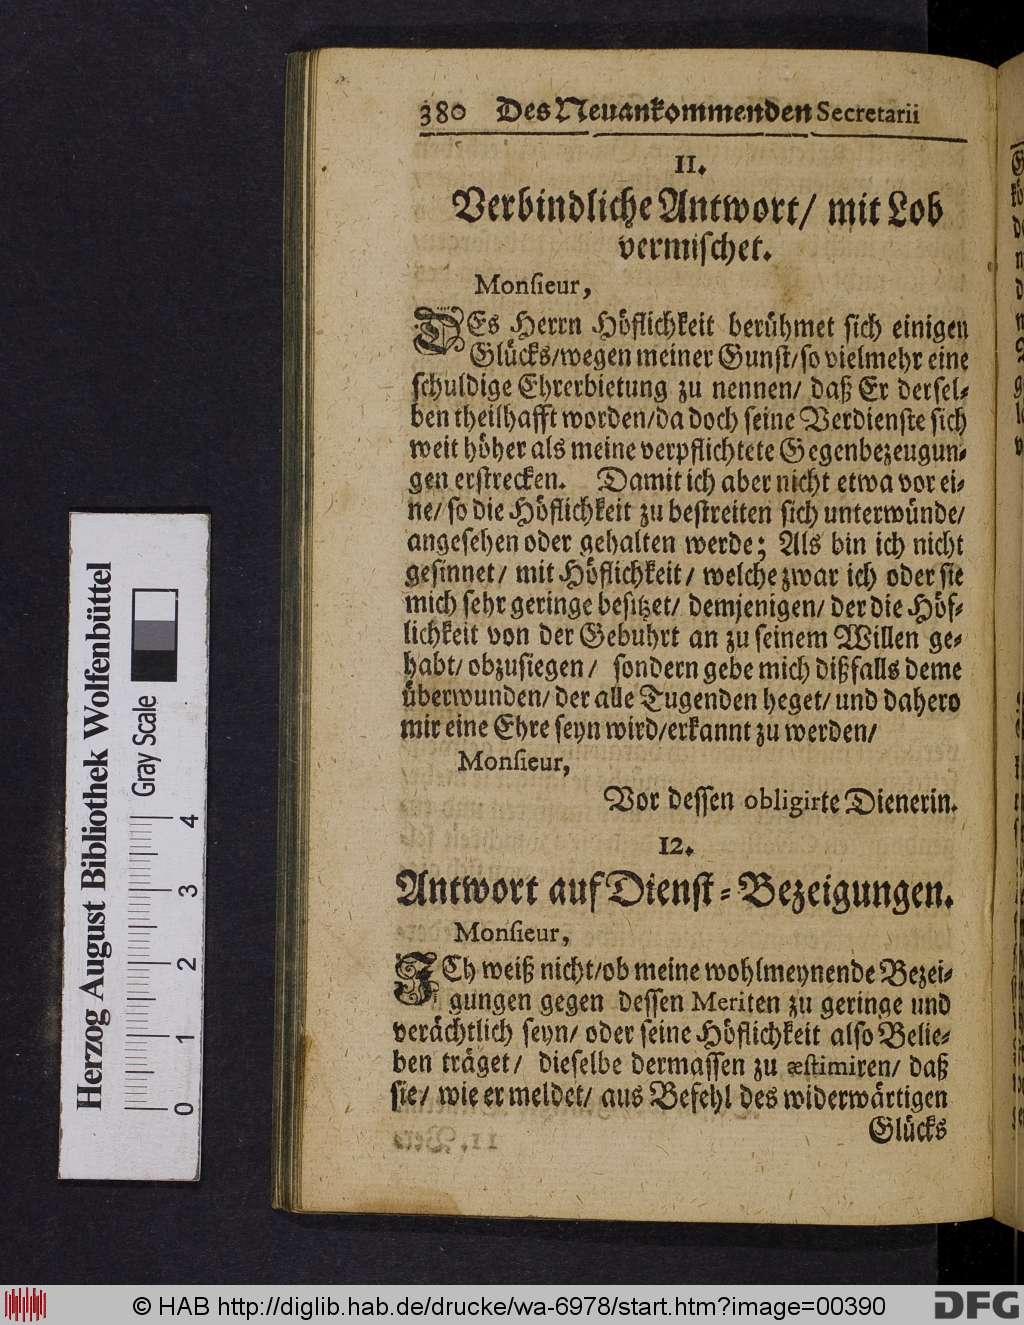 380 Des Neuankommenden Secretarii
II.
Verbindliche Antwort/ mit Lob
vermischet.
Monsieur,
DEs Herrn Höflichkeit berühmet sich einigen
Glücks/wegen meiner Gunst/so vielmehr eine
schuldige Ehrerbietung zu nennen/ daß Er dersel-
ben theilhafft worden/da doch seine Verdienste sich
weit höher als meine verpflichtete Gegenbezeugun-
gen erstrecken. Damit ich aber nicht etwa vor ei-
ne/ so die Höflichkeit zu bestreiten sich unterwünde/
angesehen oder gehalten werde; Als bin ich nicht
gesinnet/ mit Höflichkeit/ welche zwar ich oder sie
mich sehr geringe besitzet/ demjenigen/ der die Höf-
lichkeit von der Gebuhrt an zu seinem Willen ge-
habt/ obzusiegen/ sondern gebe mich dißfalls deme
überwunden/ der alle Tugenden heget/ und dahero
mir eine Ehre seyn wird/erkannt zu werden/
Monsieur,
Vor dessen obligirte Dienerin.
12.
Antwort auf Dienst-Bezeigungen.
Monsieur,
ICh weiß nicht/ob meine wohlmeynende Bezei-
gungen gegen dessen Meriten zu geringe und
verächtlich seyn/ oder seine Höflichkeit also Belie-
ben träget/ dieselbe dermassen zu æstimiren/ daß
sie/ wie er meldet/ aus Befehl des widerwärtigen
Glücks
Herzog August Bibliothek Wolfenbüttel
Gray Scale
0 1 2 3 4
© HAB http://diglib.hab.de/drucke/wa-6978/start.htm?image=00390
DFG